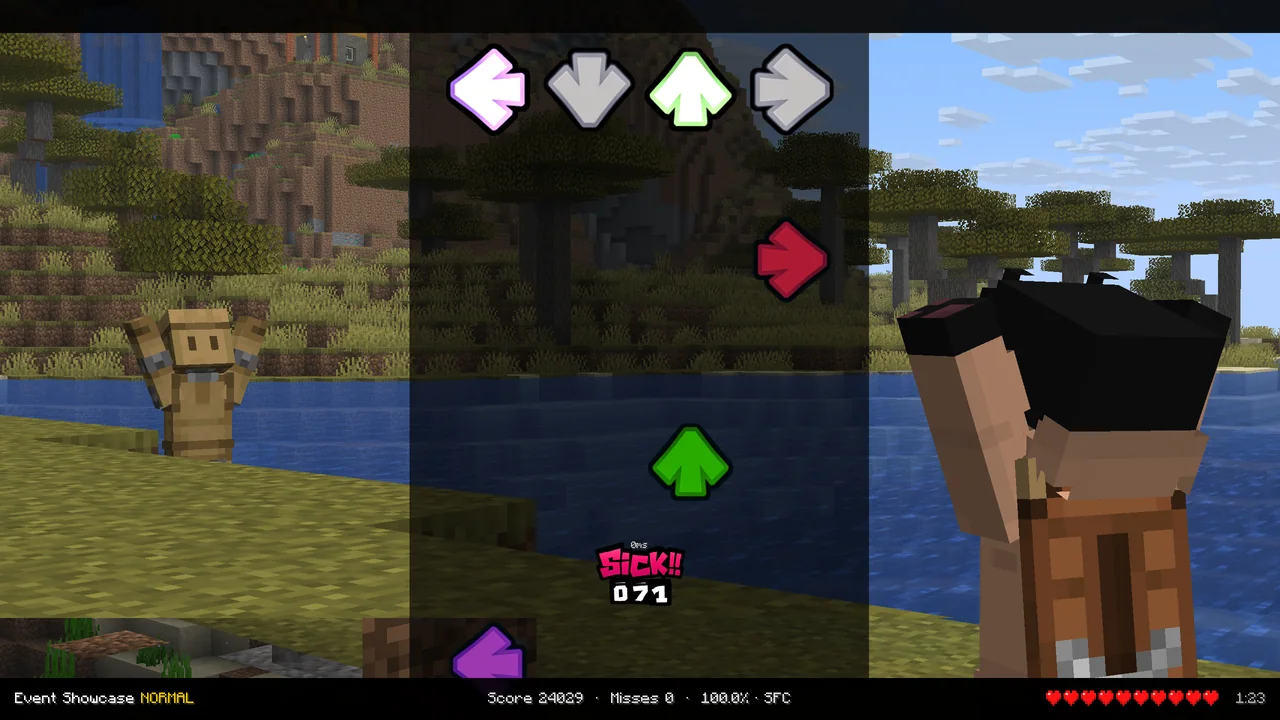 0ms
SiCK!!
071
Event Showcase NORMAL
Score 24029 · Misses 0 · 100.0% · SFC
1:23